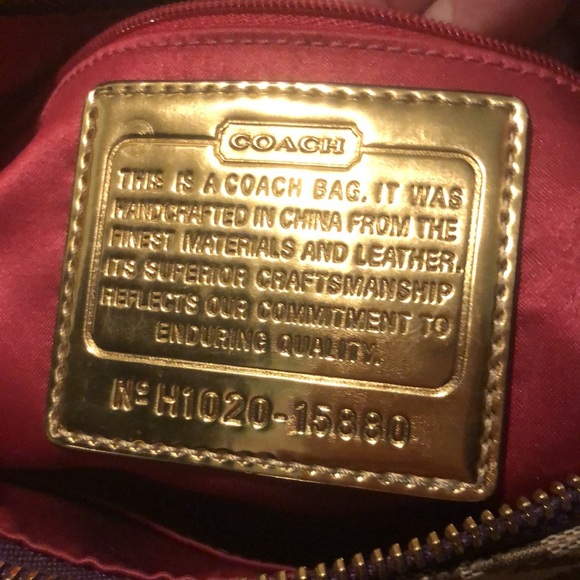 COACH
THIS IS A COACH BAG. IT WAS
HANDCRAFTED IN CHINA FROM THE
FINEST MATERIALS AND LEATHER.
ITS SUPERIOR CRAFTSMANSHIP
REFLECTS OUR COMMITMENT TO
ENDURING QUALITY.
Nº H1020-15880